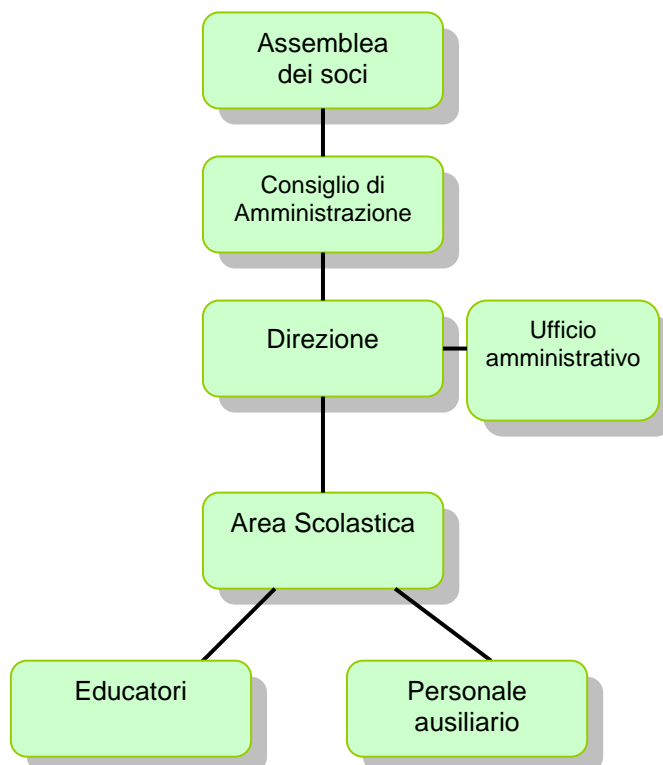 Assemblea
dei soci
Consiglio di
Amministrazione
Direzione
Ufficio
amministrativo
Area Scolastica
Educatori
Personale
ausiliario